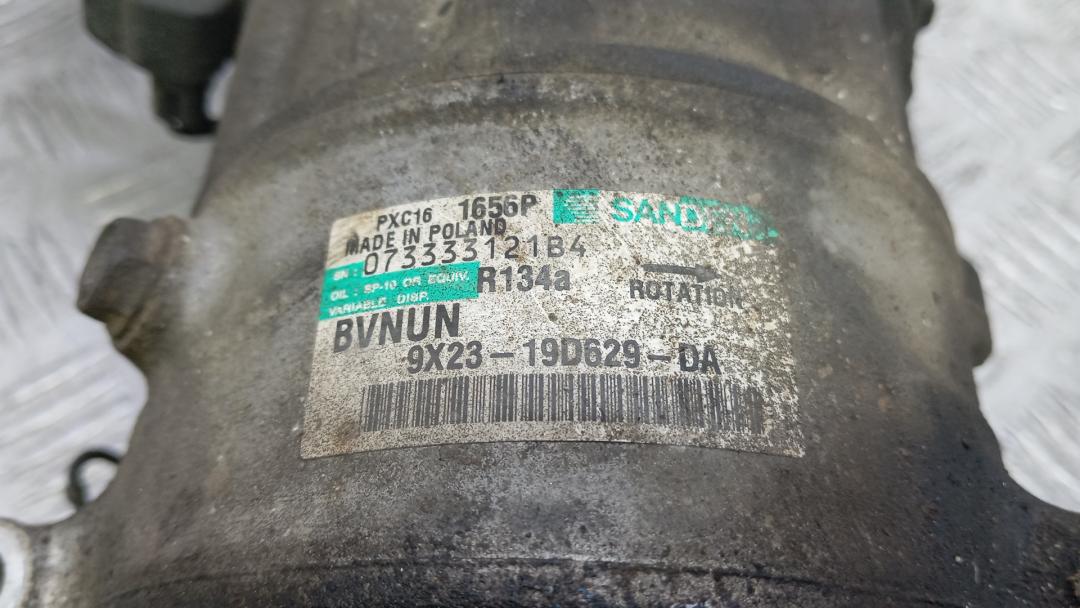 PXC16 1656P SANDEN
MADE IN POLAND
SN: 073333121B4
OIL : SP-10 OR EQUIV. R134a
VARIABLE DISP. ROTATION
BVNUN
9X23-19D629-DA